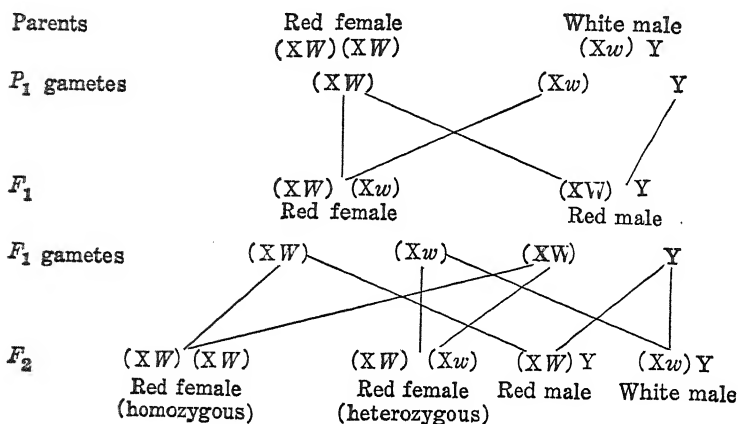 Parents Red female White male
(XW) (XW) (Xw) Y
P₁ gametes (XW) (Xw) Y
F₁ (XW) (Xw) (XW) Y
Red female Red male
F₁ gametes (XW) (Xw) (XW) Y
F₂ (XW) (XW) (XW) (Xw) (XW) Y (Xw) Y
Red female Red female Red male White male
(homozygous) (heterozygous)